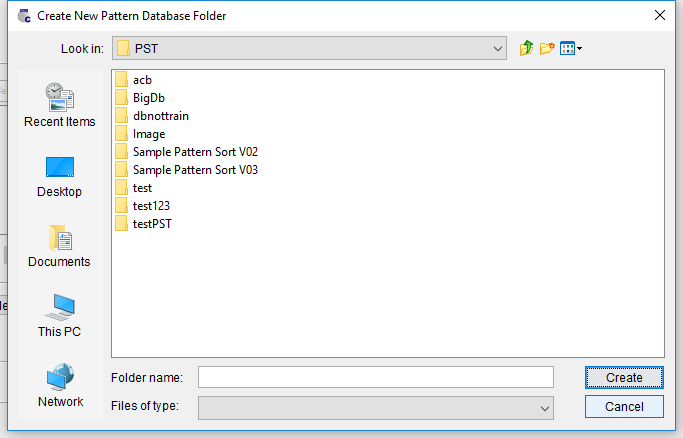 Create New Pattern Database Folder
Look in: PST
acb
BigDb
dbnottrain
Image
Sample Pattern Sort V02
Sample Pattern Sort V03
test
test123
testPST
Recent Items
Desktop
Documents
This PC
Network
Folder name:
Create
Files of type:
Cancel